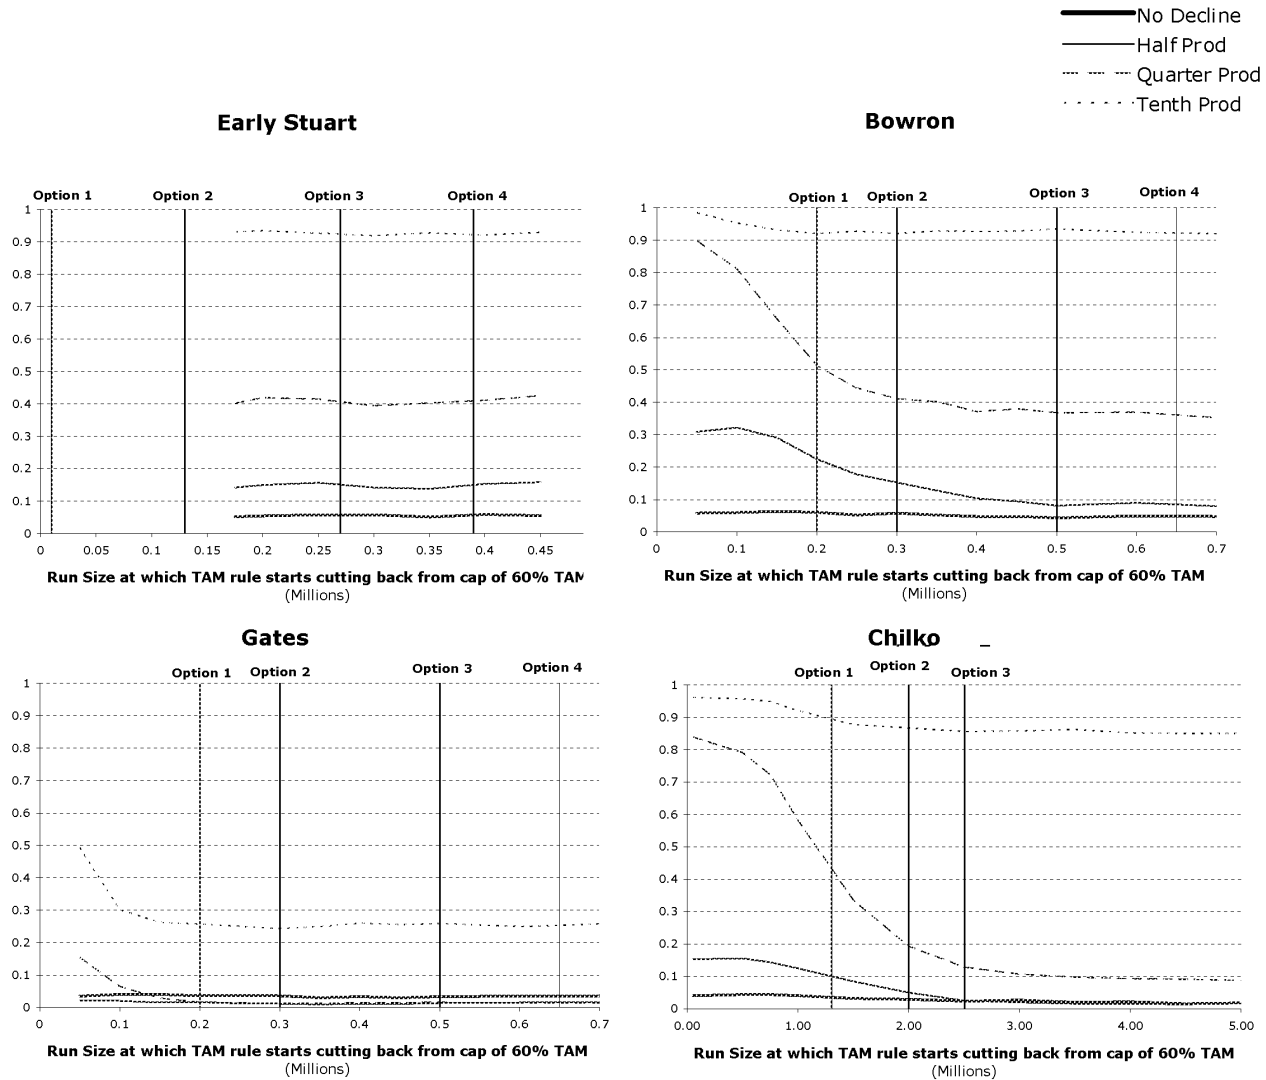 No Decline
Half Prod
Quarter Prod
Tenth Prod
Early Stuart
Option 1 Option 2 Option 3 Option 4
1
0.9
0.8
0.7
0.6
0.5
0.4
0.3
0.2
0.1
0
0 0.05 0.1 0.15 0.2 0.25 0.3 0.35 0.4 0.45
Run Size at which TAM rule starts cutting back from cap of 60% TAM
(Millions)
Bowron
Option 1 Option 2 Option 3 Option 4
1
0.9
0.8
0.7
0.6
0.5
0.4
0.3
0.2
0.1
0
0 0.1 0.2 0.3 0.4 0.5 0.6 0.7
Run Size at which TAM rule starts cutting back from cap of 60% TAM
(Millions)
Gates
Option 1 Option 2 Option 3 Option 4
1
0.9
0.8
0.7
0.6
0.5
0.4
0.3
0.2
0.1
0
0 0.1 0.2 0.3 0.4 0.5 0.6 0.7
Run Size at which TAM rule starts cutting back from cap of 60% TAM
(Millions)
Chilko
Option 1 Option 2 Option 3
1
0.9
0.8
0.7
0.6
0.5
0.4
0.3
0.2
0.1
0
0.00 1.00 2.00 3.00 4.00 5.00
Run Size at which TAM rule starts cutting back from cap of 60% TAM
(Millions)